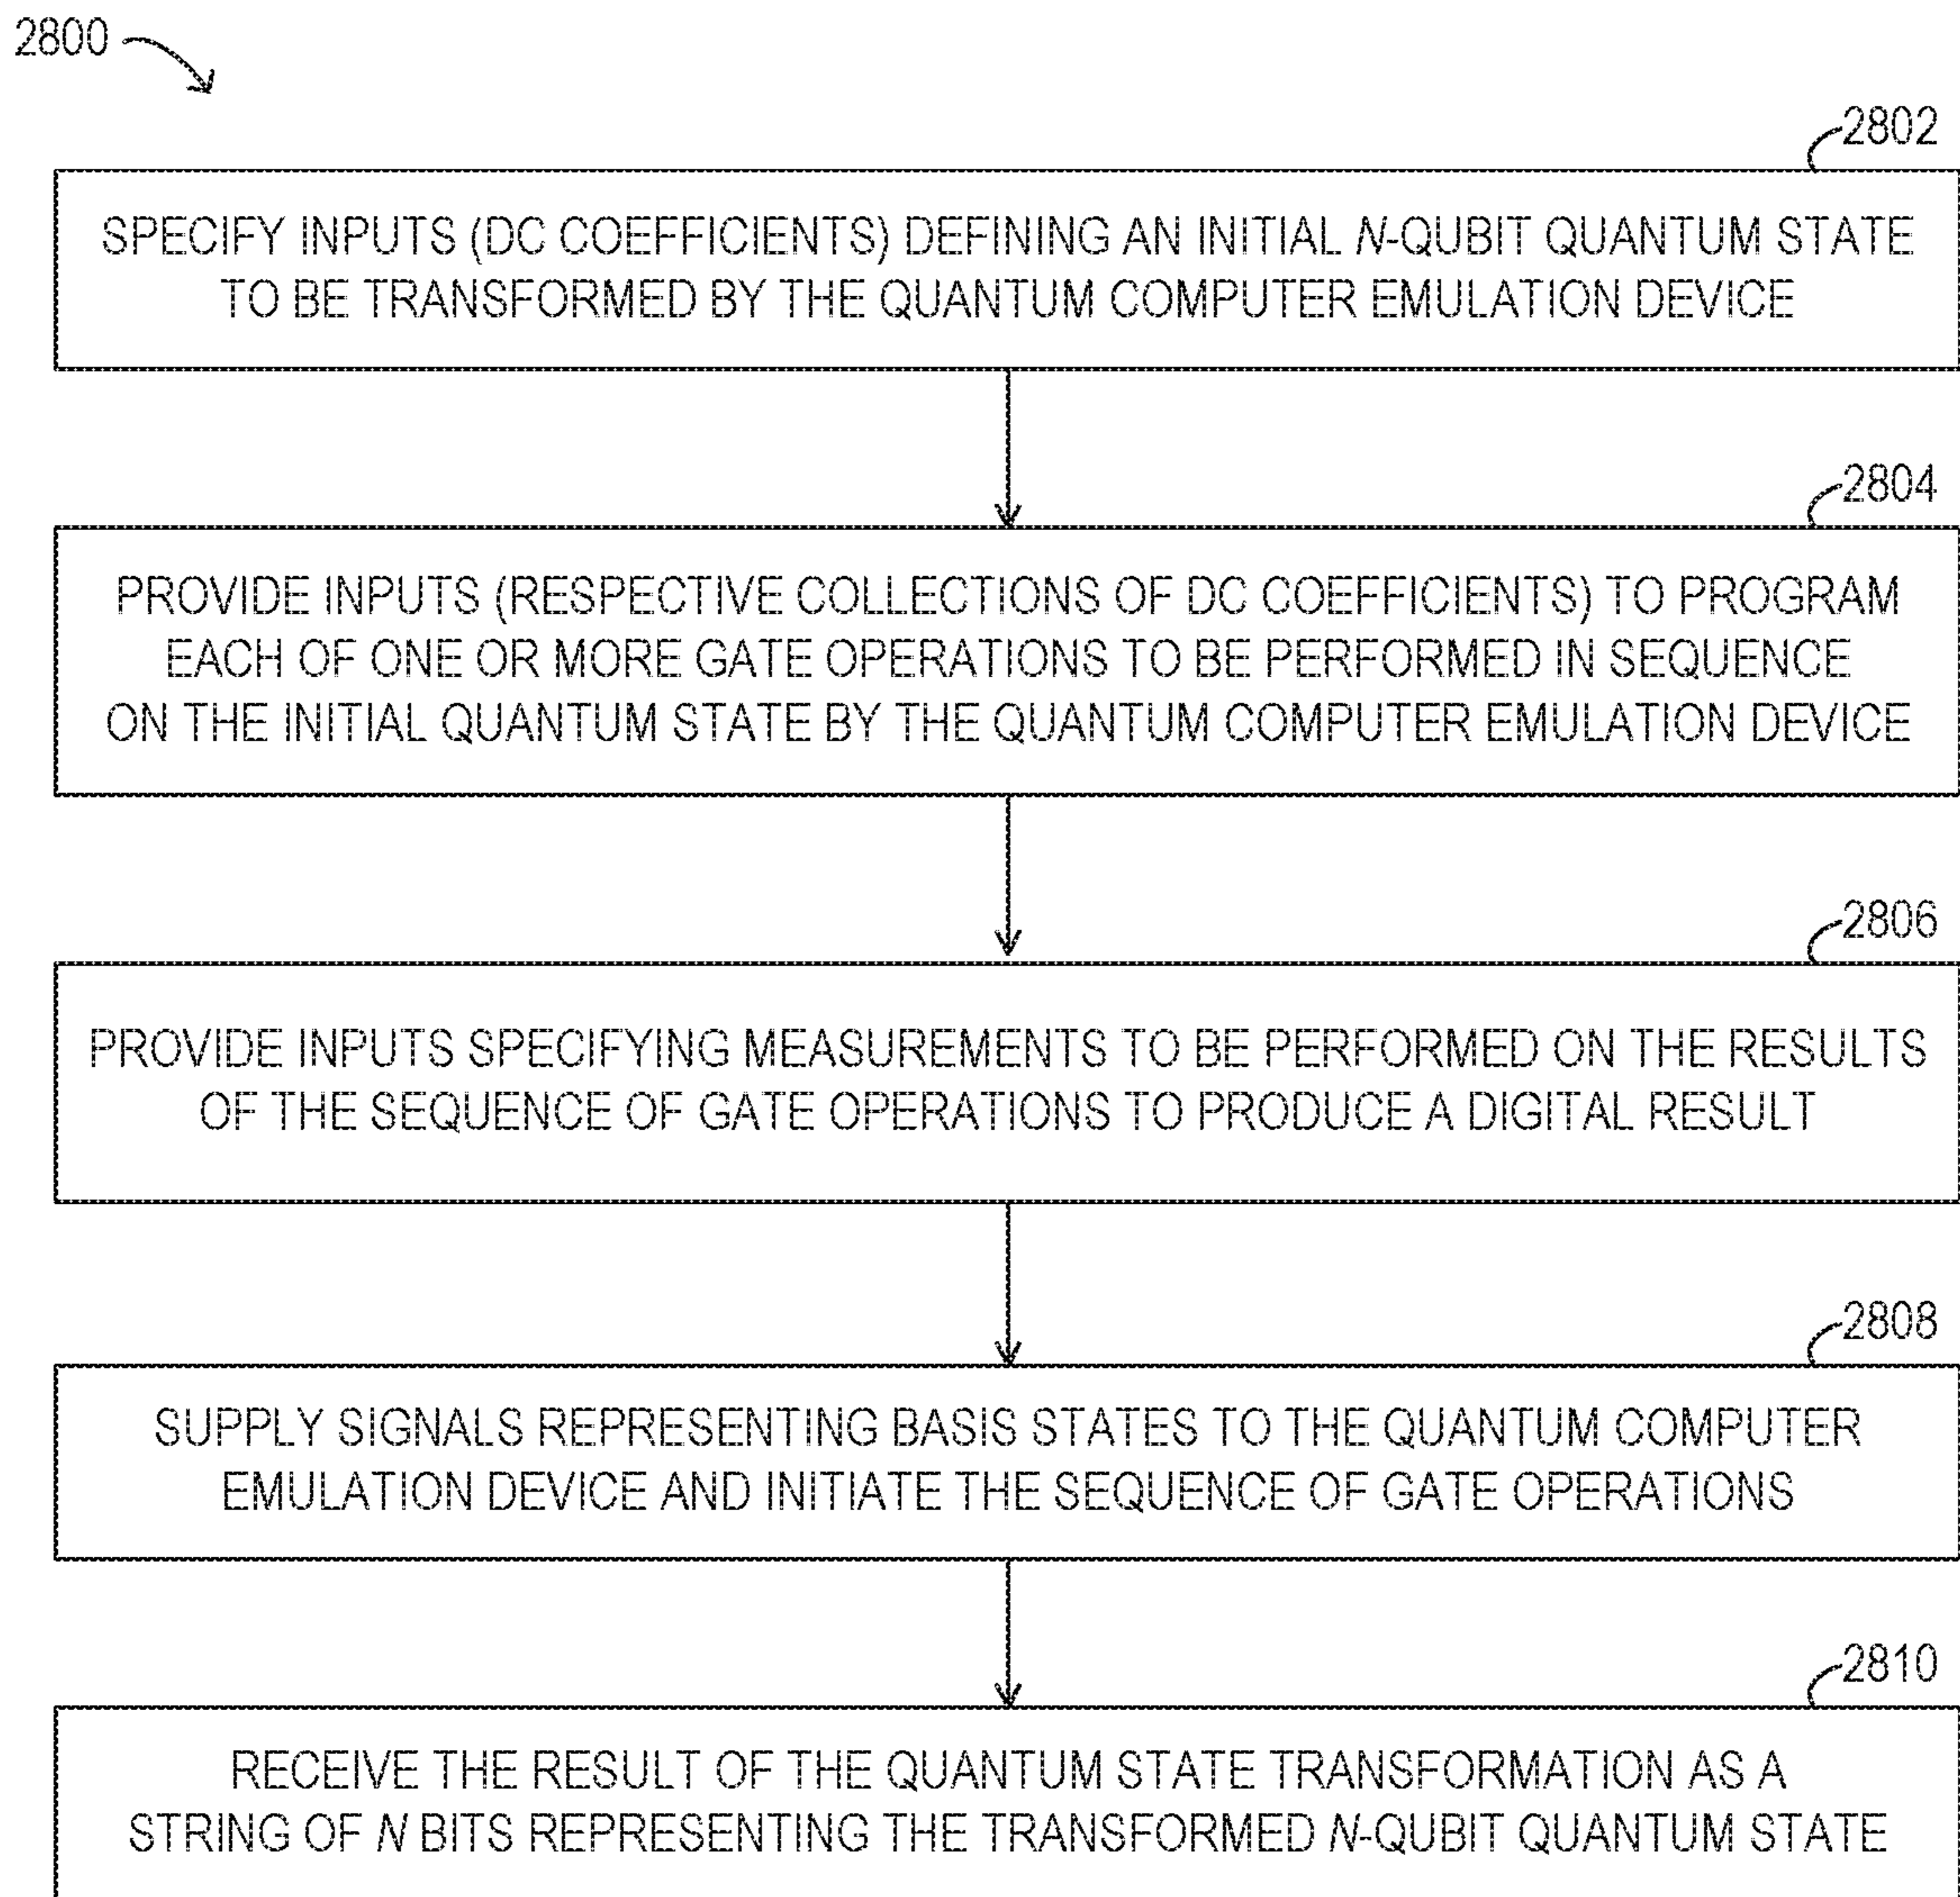 2800
2802
SPECIFY INPUTS (DC COEFFICIENTS) DEFINING AN INITIAL N-QUBIT QUANTUM STATE
TO BE TRANSFORMED BY THE QUANTUM COMPUTER EMULATION DEVICE
2804
PROVIDE INPUTS (RESPECTIVE COLLECTIONS OF DC COEFFICIENTS) TO PROGRAM
EACH OF ONE OR MORE GATE OPERATIONS TO BE PERFORMED IN SEQUENCE
ON THE INITIAL QUANTUM STATE BY THE QUANTUM COMPUTER EMULATION DEVICE
2806
PROVIDE INPUTS SPECIFYING MEASUREMENTS TO BE PERFORMED ON THE RESULTS
OF THE SEQUENCE OF GATE OPERATIONS TO PRODUCE A DIGITAL RESULT
2808
SUPPLY SIGNALS REPRESENTING BASIS STATES TO THE QUANTUM COMPUTER
EMULATION DEVICE AND INITIATE THE SEQUENCE OF GATE OPERATIONS
2810
RECEIVE THE RESULT OF THE QUANTUM STATE TRANSFORMATION AS A
STRING OF N BITS REPRESENTING THE TRANSFORMED N-QUBIT QUANTUM STATE